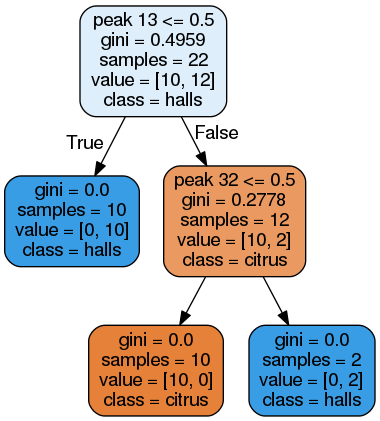 peak 13 <= 0.5
gini = 0.4959
samples = 22
value = [10, 12]
class = halls
True
False
gini = 0.0
samples = 10
value = [0, 10]
class = halls
peak 32 <= 0.5
gini = 0.2778
samples = 12
value = [10, 2]
class = citrus
gini = 0.0
samples = 10
value = [10, 0]
class = citrus
gini = 0.0
samples = 2
value = [0, 2]
class = halls